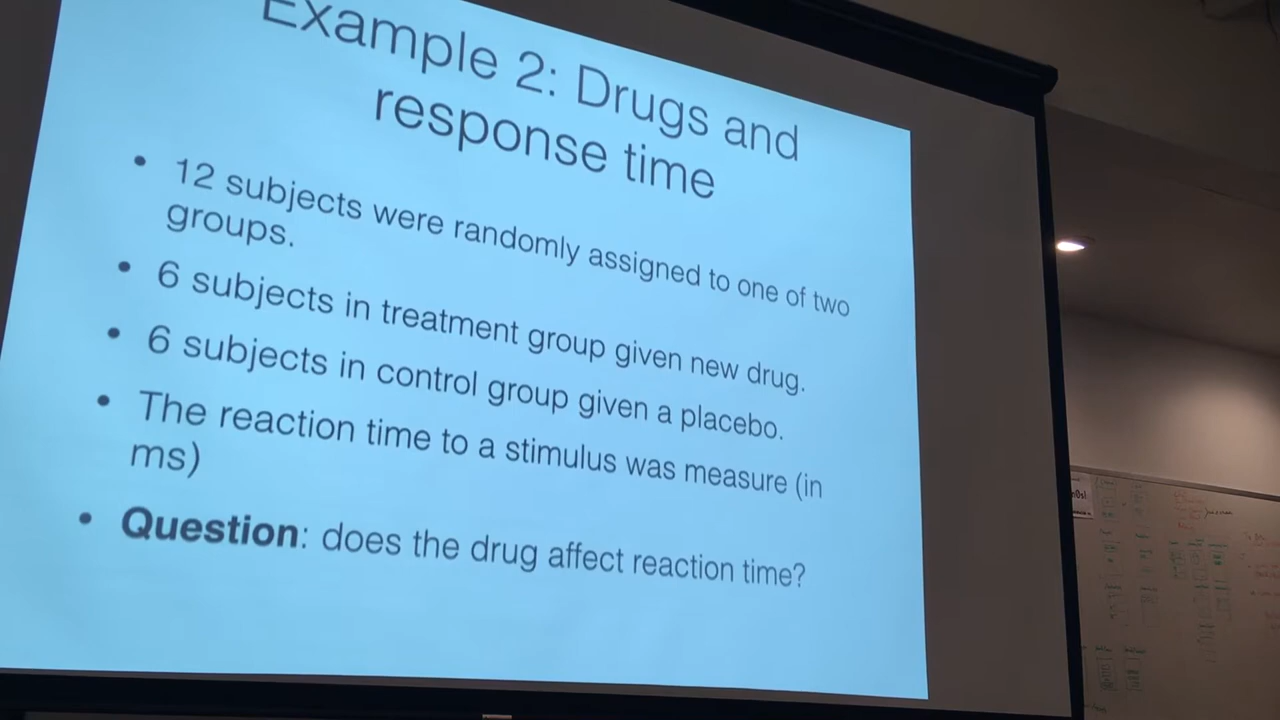 Example 2: Drugs and
response time
• 12 subjects were randomly assigned to one of two
groups.
• 6 subjects in treatment group given new drug.
• 6 subjects in control group given a placebo.
• The reaction time to a stimulus was measure (in
ms)
• Question: does the drug affect reaction time?